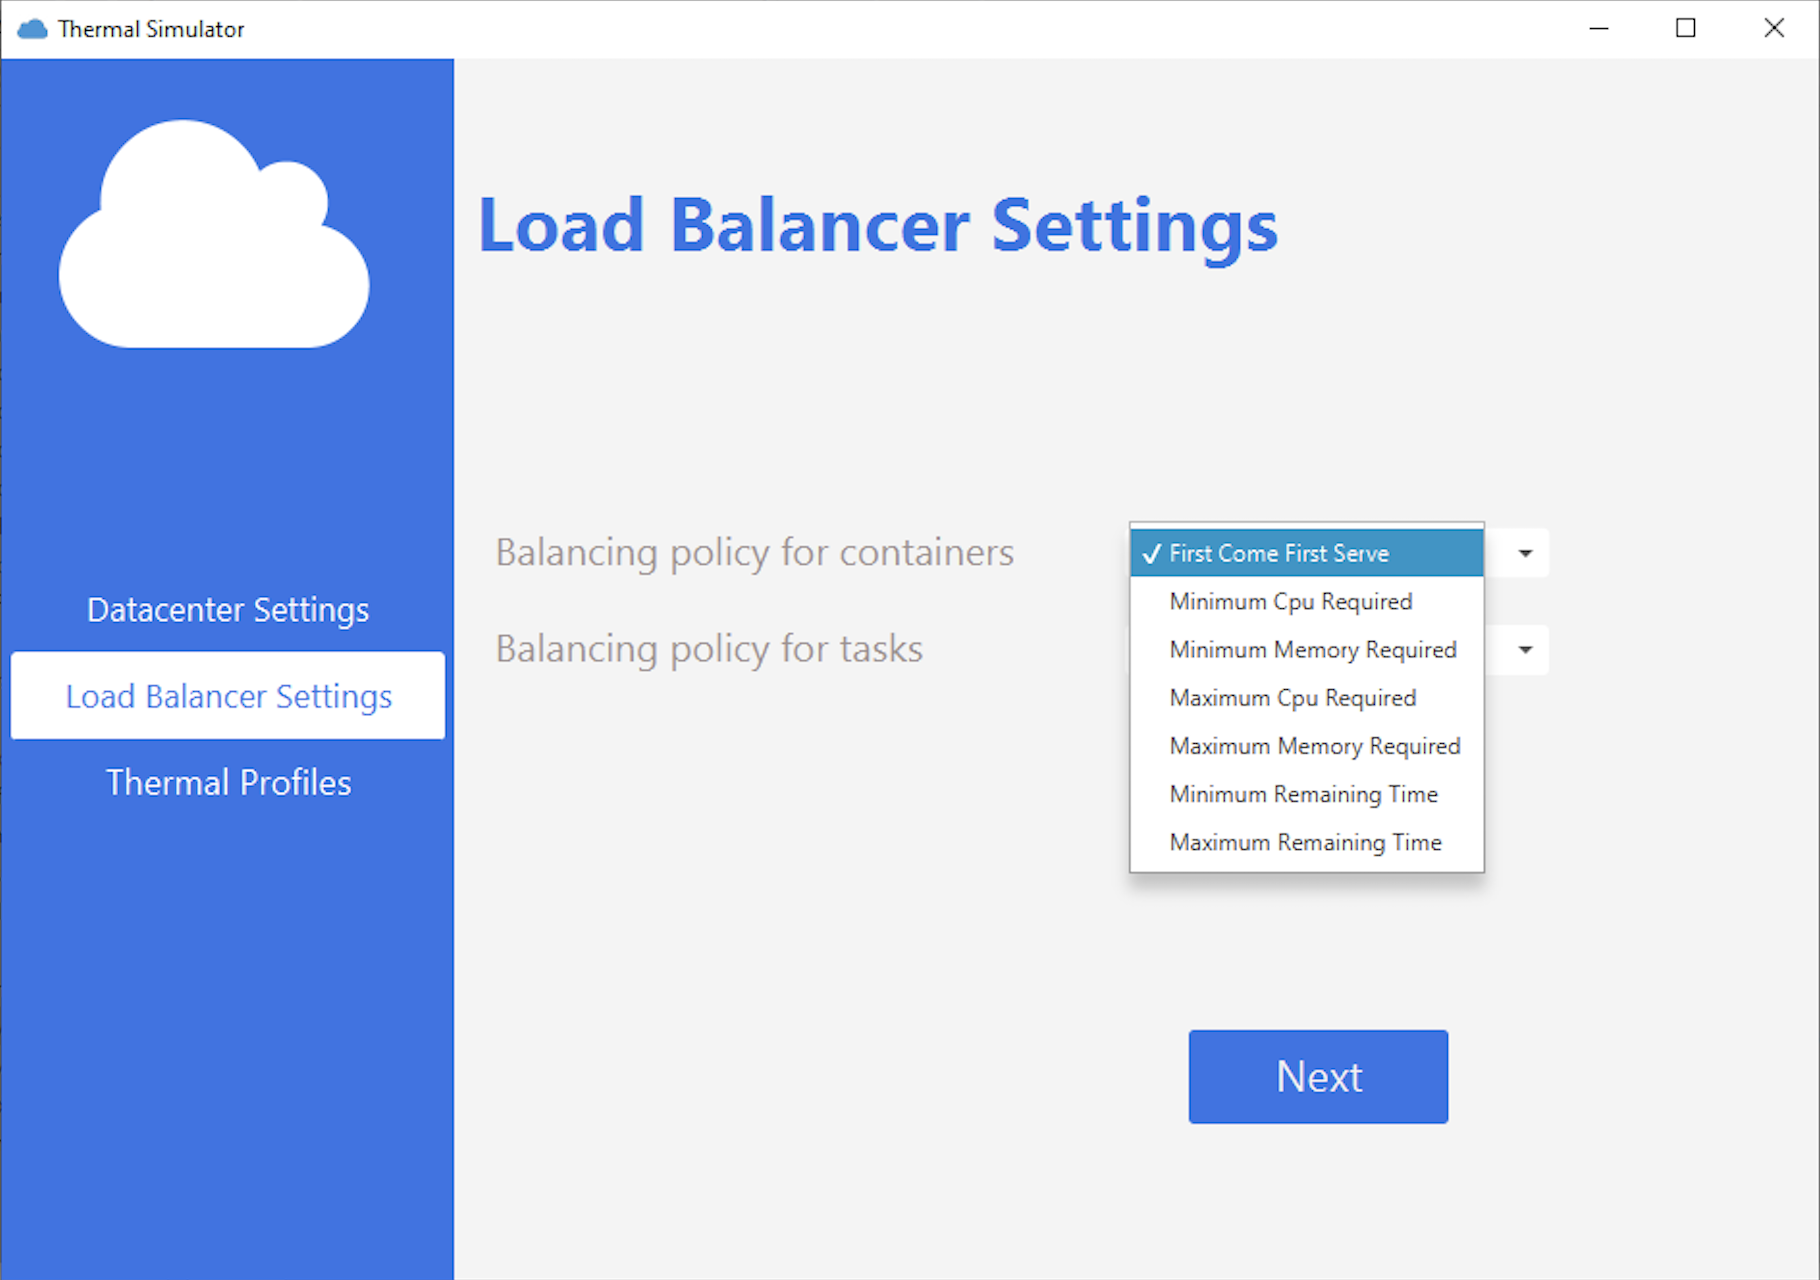 Thermal Simulator
Load Balancer Settings
Datacenter Settings
Load Balancer Settings
Thermal Profiles
Balancing policy for containers
Balancing policy for tasks
First Come First Serve
Minimum Cpu Required
Minimum Memory Required
Maximum Cpu Required
Maximum Memory Required
Minimum Remaining Time
Maximum Remaining Time
Next